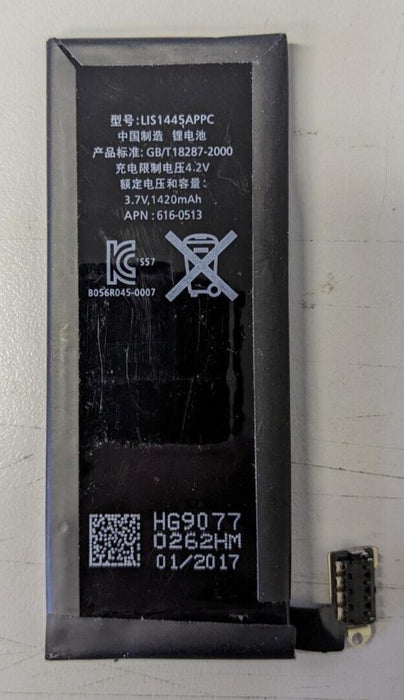 型号:LIS1445APPC
中国制造 锂电池
产品标准: GB/T18287-2000
充电限制电压4.2V
额定电压和容量:
3.7V,1420mAh
APN : 616-0513
S57
B056R045-0007
HG9077
0262HM
01/2017